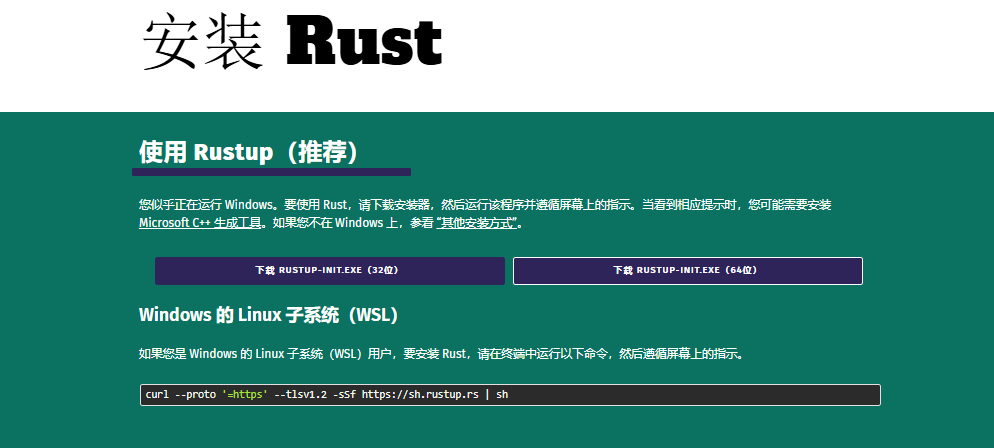 安装 Rust
使用 Rustup（推荐）
您似乎正在运行 Windows。要使用 Rust，请下载安装器，然后运行该程序并遵循屏幕上的指示。当看到相应提示时，您可能需要安装
Microsoft C++ 生成工具。如果您不在 Windows 上，参看 “其他安装方式”。
下载 RUSTUP-INIT.EXE（32位）
下载 RUSTUP-INIT.EXE（64位）
Windows 的 Linux 子系统（WSL）
如果您是 Windows 的 Linux 子系统（WSL）用户，要安装 Rust，请在终端中运行以下命令，然后遵循屏幕上的指示。
curl --proto '=https' --tlsv1.2 -sSf https://sh.rustup.rs | sh